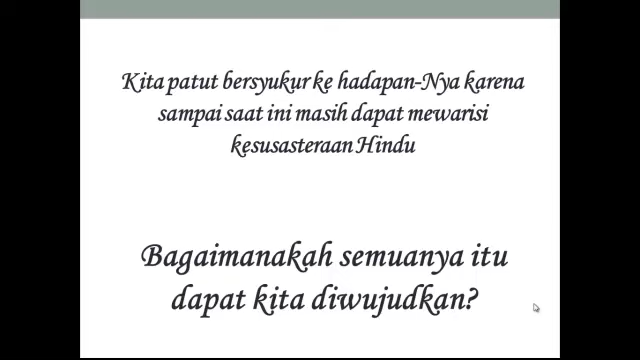 Kita patut bersyukur ke hadapan-Nya karena
sampai saat ini masih dapat mewarisi
kesusasteraan Hindu
Bagaimanakah semuanya itu
dapat kita diwujudkan?